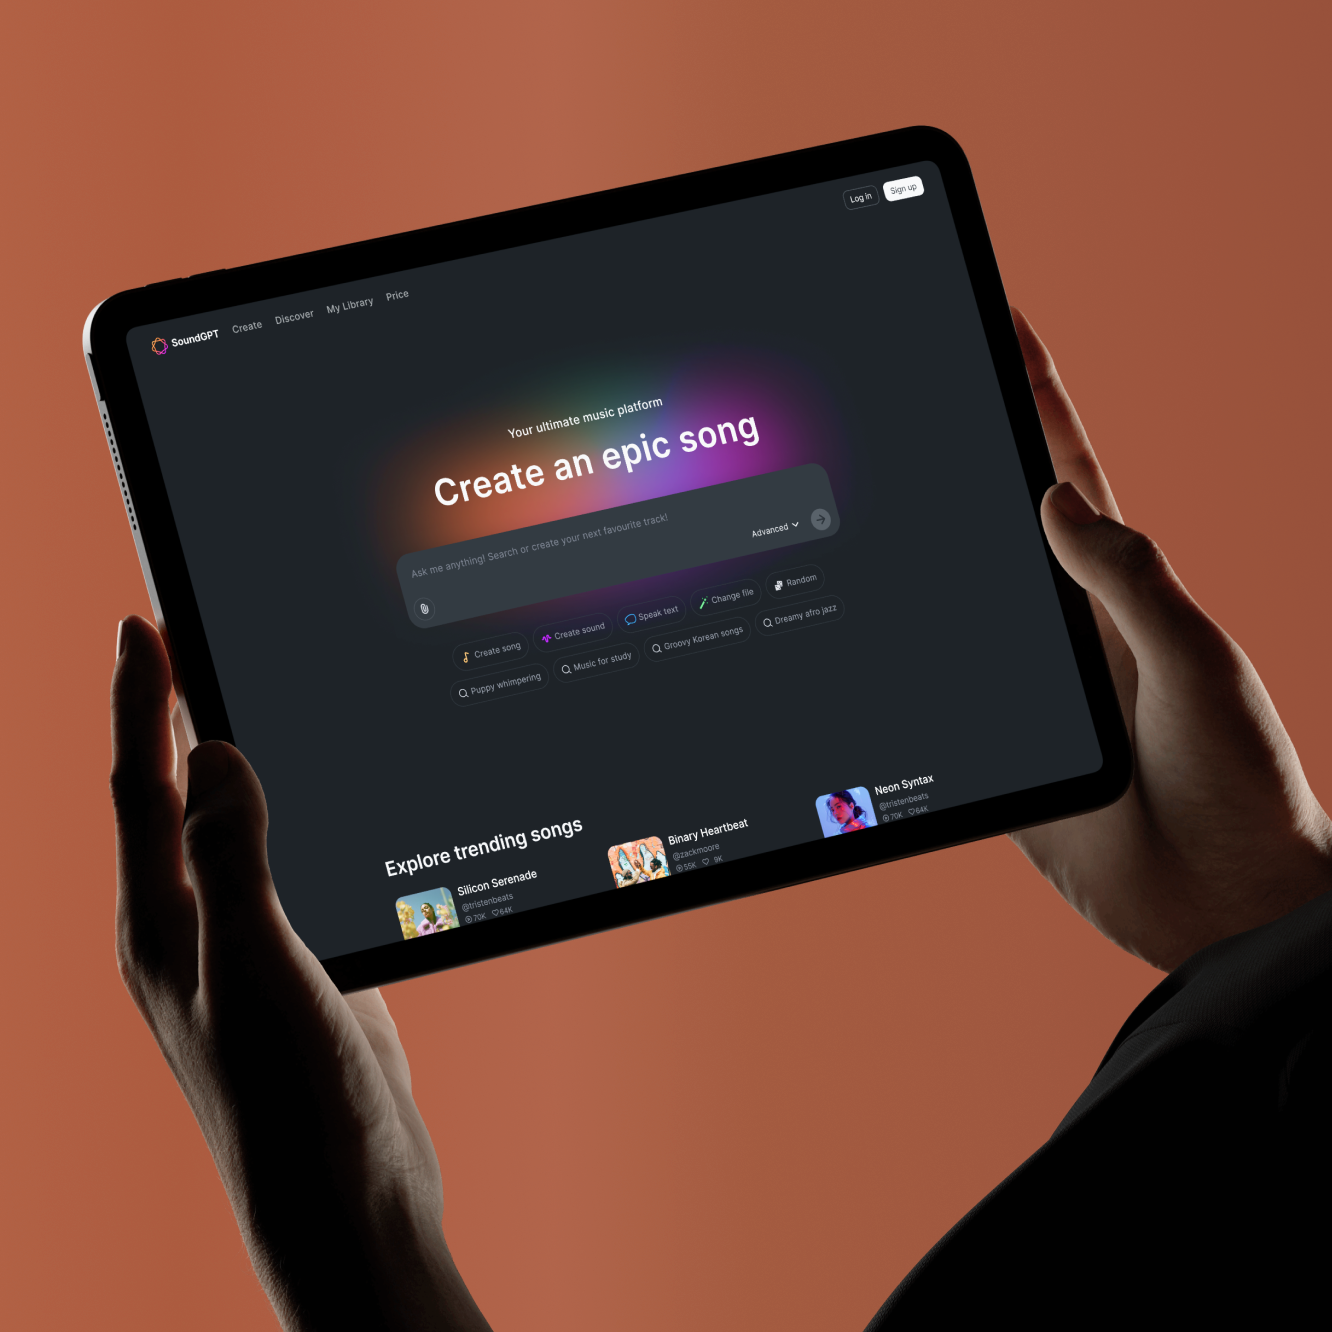 SoundGPT Create Discover My Library Price Log in Sign up
Your ultimate music platform
Create an epic song
Ask me anything! Search or create your next favourite track!
Advanced
Create song Create sound Speak text Change file Random
Puppy whimpering Music for study Groovy Korean songs Dreamy afro jazz
Explore trending songs
Silicon Serenade
@tristenbeats
70K 64K
Binary Heartbeat
@zackmoore
55K 9K
Neon Syntax
@tristenbeats
70K 64K